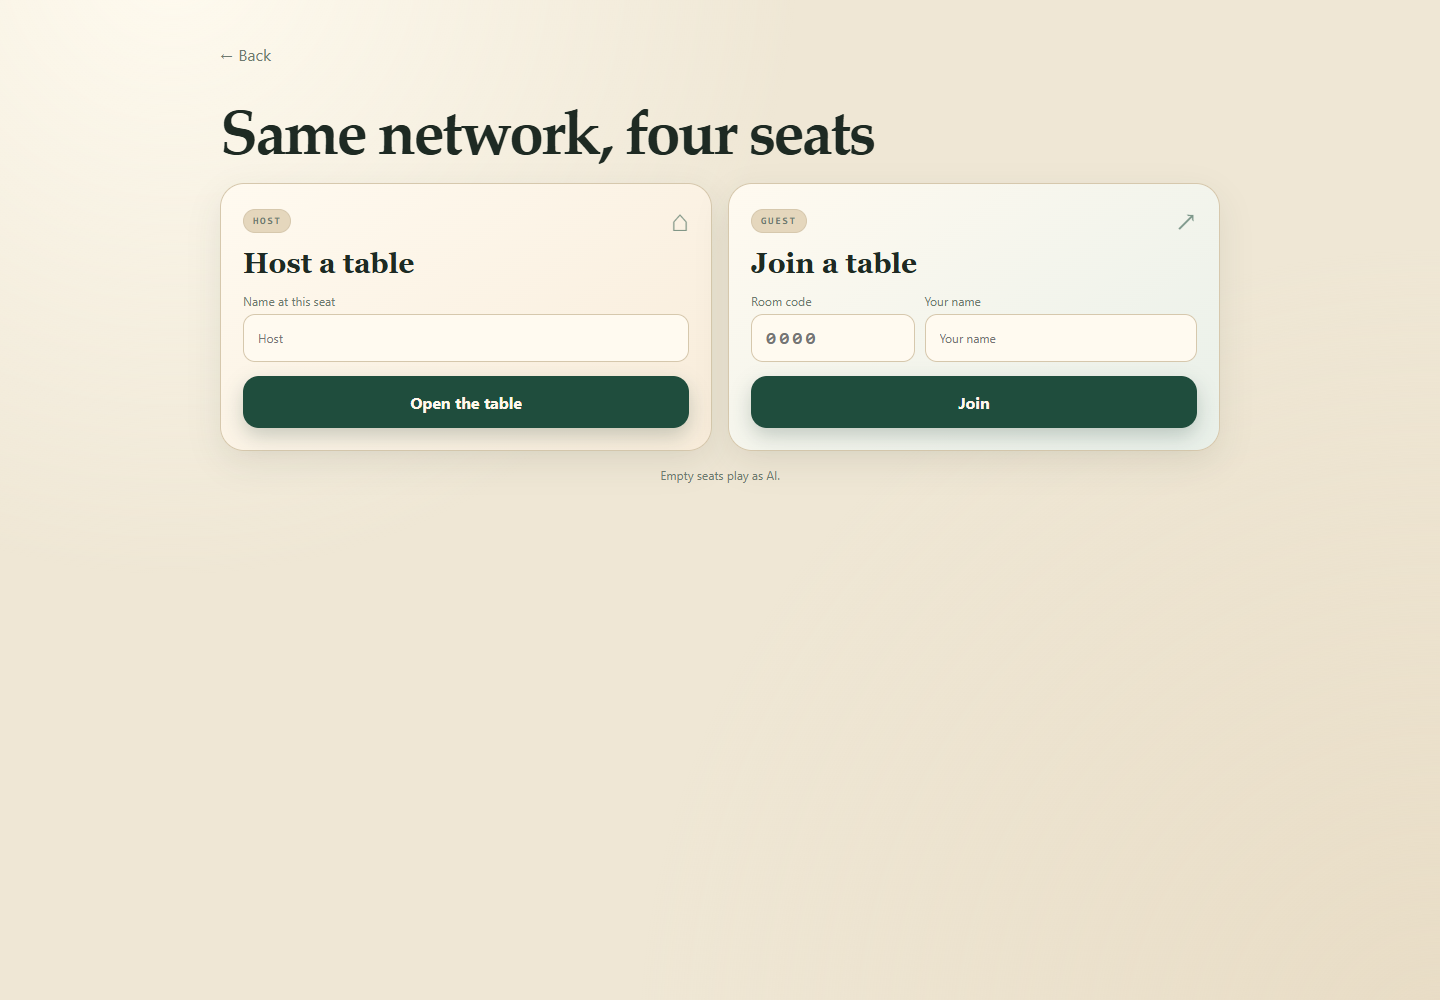 ← Back
Same network, four seats
HOST
Host a table
Name at this seat
Host
Open the table
GUEST
Join a table
Room code
Your name
0000
Your name
Join
Empty seats play as AI.